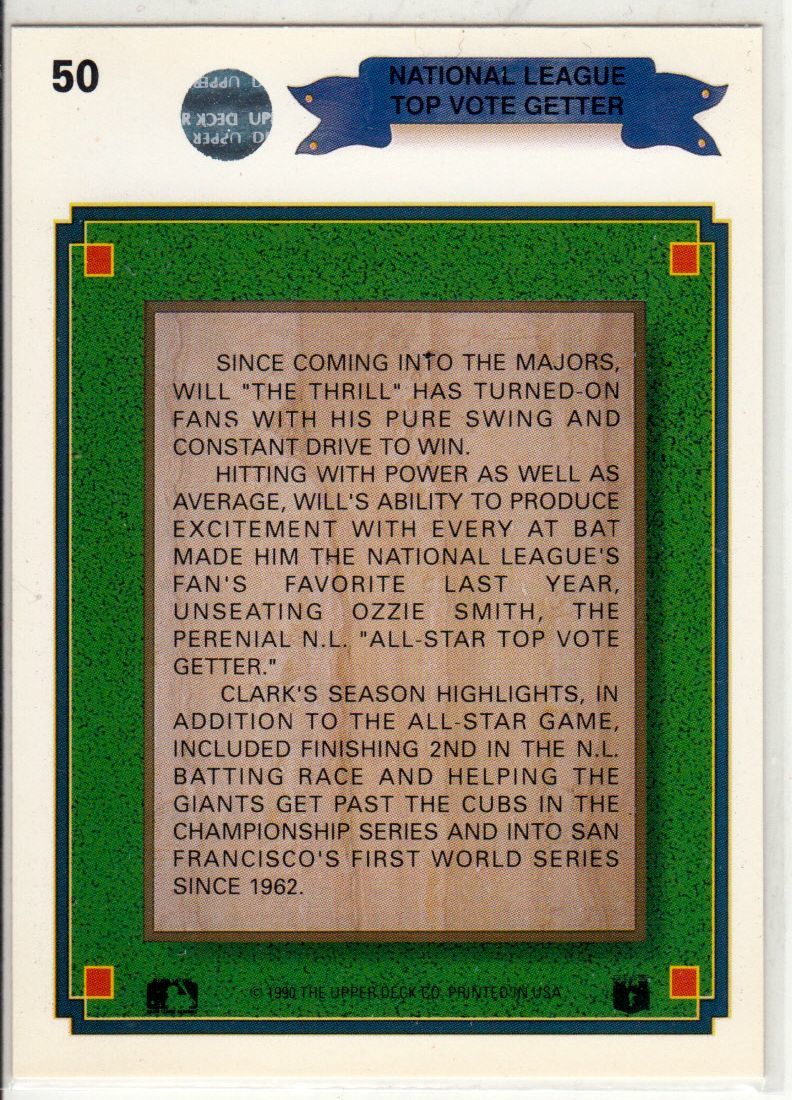 50
NATIONAL LEAGUE
TOP VOTE GETTER
UPPER D
R DECK UP
UPPER D
SINCE COMING INTO THE MAJORS,
WILL "THE THRILL" HAS TURNED-ON
FANS WITH HIS PURE SWING AND
CONSTANT DRIVE TO WIN.
HITTING WITH POWER AS WELL AS
AVERAGE, WILL'S ABILITY TO PRODUCE
EXCITEMENT WITH EVERY AT BAT
MADE HIM THE NATIONAL LEAGUE'S
FAN'S FAVORITE LAST YEAR,
UNSEATING OZZIE SMITH, THE
PERENIAL N.L. "ALL-STAR TOP VOTE
GETTER."
CLARK'S SEASON HIGHLIGHTS, IN
ADDITION TO THE ALL-STAR GAME,
INCLUDED FINISHING 2ND IN THE N.L.
BATTING RACE AND HELPING THE
GIANTS GET PAST THE CUBS IN THE
CHAMPIONSHIP SERIES AND INTO SAN
FRANCISCO'S FIRST WORLD SERIES
SINCE 1962.
© 1990 THE UPPER DECK CO. PRINTED IN USA